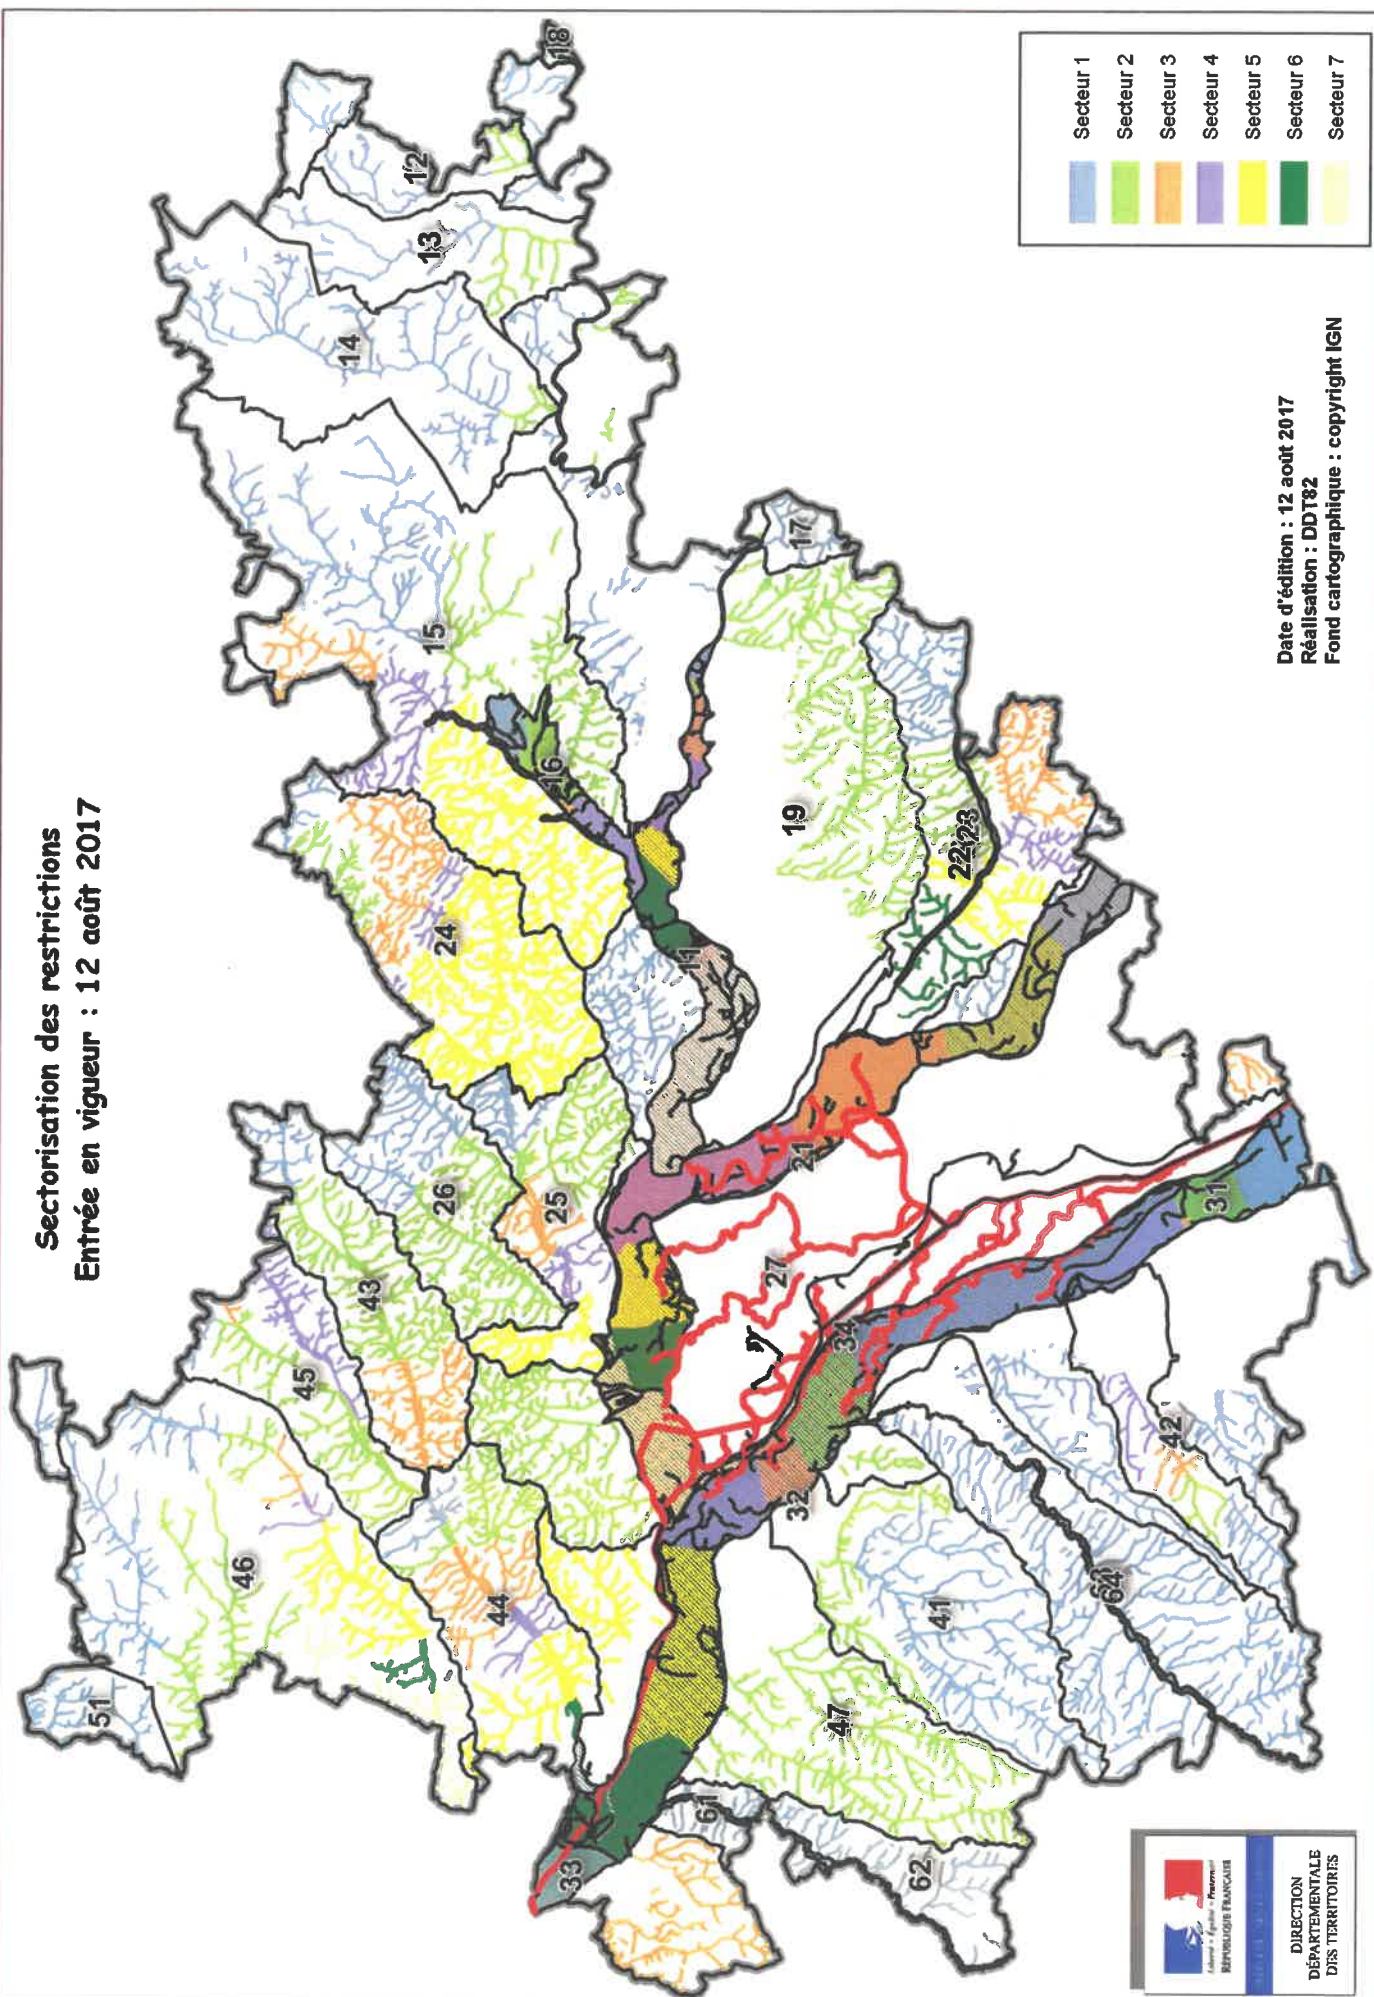 Sectorisation des restrictions
Entrée en vigueur : 12 août 2017
51
46
45
43
26
25
44
24
15
14
13
12
18
16
11
17
19
22
23
21
27
34
31
32
33
61
62
47
41
64
42
Secteur 1
Secteur 2
Secteur 3
Secteur 4
Secteur 5
Secteur 6
Secteur 7
Date d'édition : 12 août 2017
Réalisation : DDT82
Fond cartographique : copyright IGN
RÉPUBLIQUE FRANÇAISE
DIRECTION
DÉPARTEMENTALE
DES TERRITOIRES